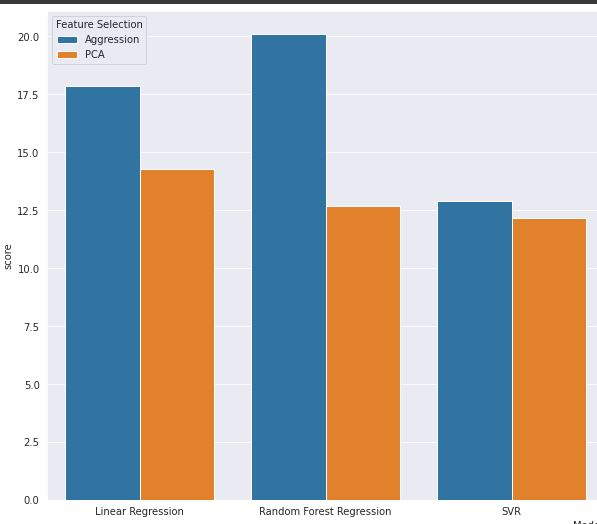 Feature Selection
Aggression
PCA
20.0
17.5
15.0
12.5
10.0
7.5
5.0
2.5
0.0
score
Linear Regression
Random Forest Regression
SVR